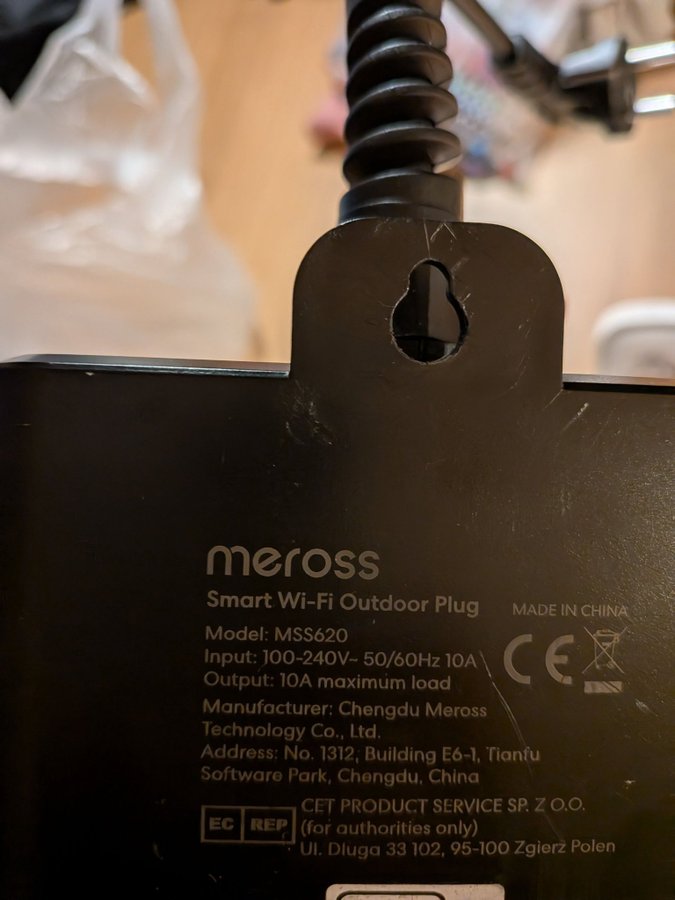 meross
Smart Wi-Fi Outdoor Plug
MADE IN CHINA
Model: MSS620
Input: 100-240V~ 50/60Hz 10A
Output: 10A maximum load
CE
Manufacturer: Chengdu Meross
Technology Co., Ltd.
Address: No. 1312, Building E6-1, Tianfu
Software Park, Chengdu, China
EC REP
CET PRODUCT SERVICE SP. Z O.O.
(for authorities only)
Ul. Dluga 33 102, 95-100 Zgierz Polen